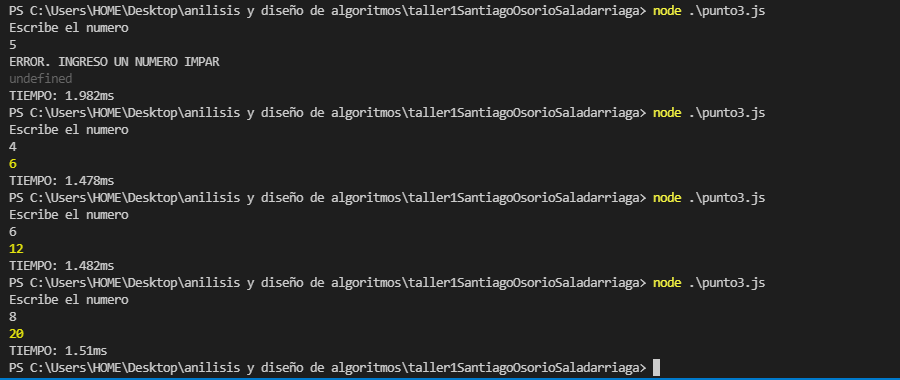 PS C:\Users\HOME\Desktop\anilisis y diseño de algoritmos\taller1SantiagoOsorioSaladarriaga> node .\punto3.js
Escribe el numero
5
ERROR. INGRESO UN NUMERO IMPAR
undefined
TIEMPO: 1.982ms
PS C:\Users\HOME\Desktop\anilisis y diseño de algoritmos\taller1SantiagoOsorioSaladarriaga> node .\punto3.js
Escribe el numero
4
6
TIEMPO: 1.478ms
PS C:\Users\HOME\Desktop\anilisis y diseño de algoritmos\taller1SantiagoOsorioSaladarriaga> node .\punto3.js
Escribe el numero
6
12
TIEMPO: 1.482ms
PS C:\Users\HOME\Desktop\anilisis y diseño de algoritmos\taller1SantiagoOsorioSaladarriaga> node .\punto3.js
Escribe el numero
8
20
TIEMPO: 1.51ms
PS C:\Users\HOME\Desktop\anilisis y diseño de algoritmos\taller1SantiagoOsorioSaladarriaga>